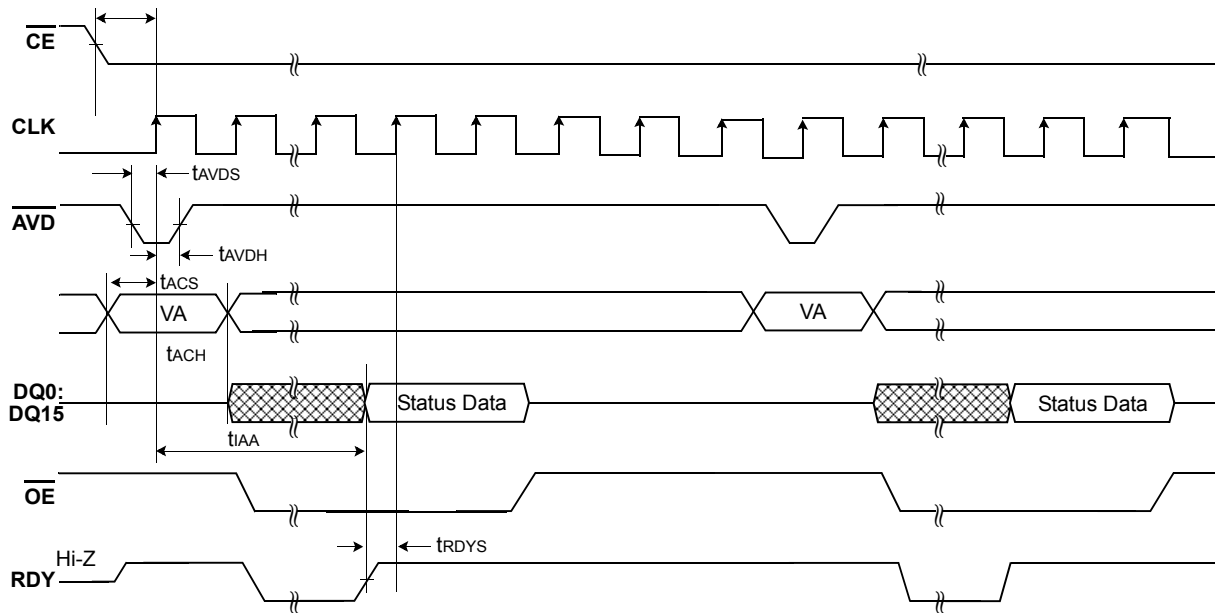 CE
CLK
tAVDS
AVD
tAVDH
tACS
VA
VA
tACH
DQ0:
DQ15
Status Data
Status Data
tIAA
OE
tRDYS
Hi-Z
RDY